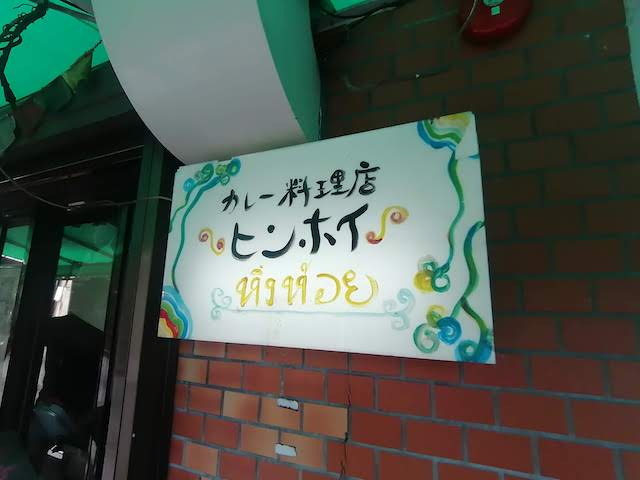 カレー料理店
ヒンホイ
หิ่งห้อย